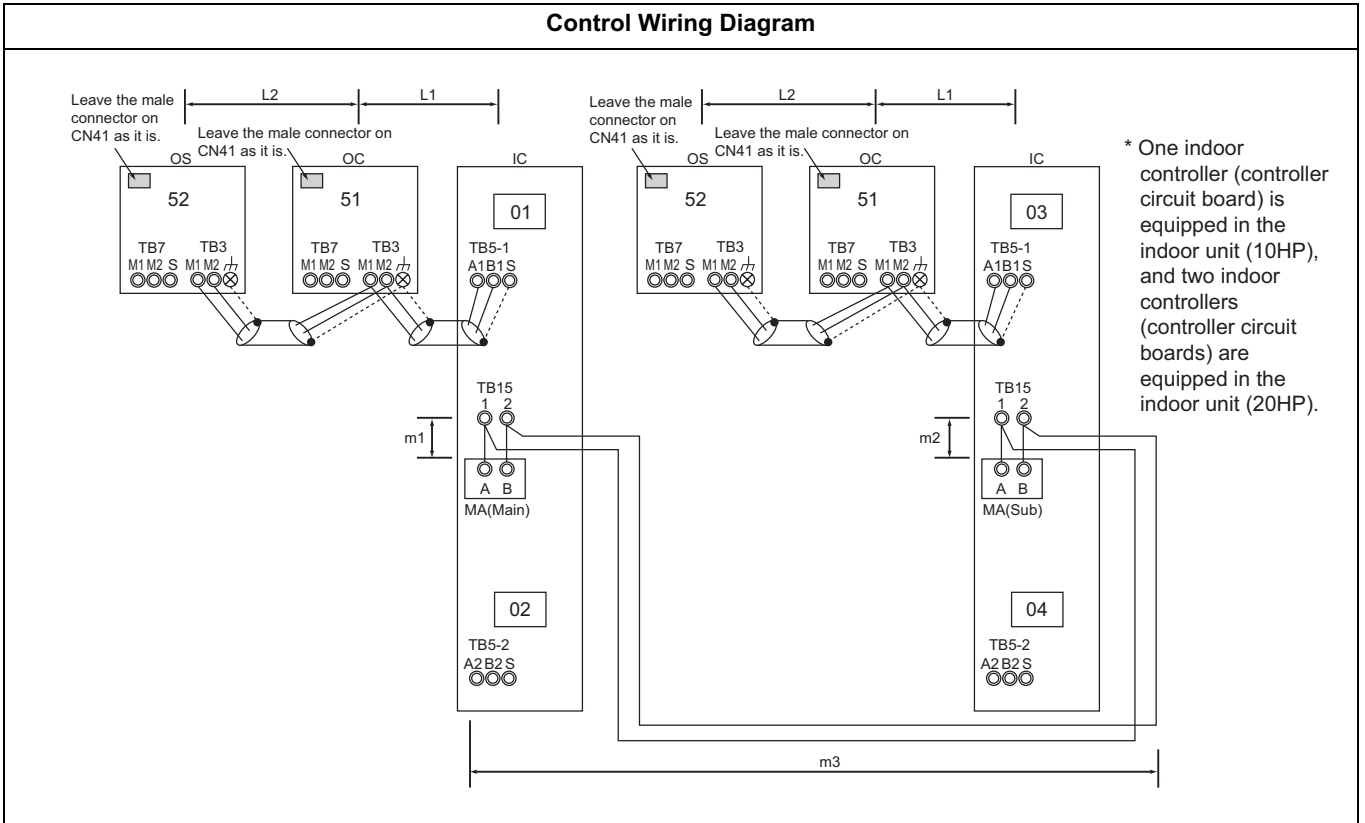 Control Wiring Diagram
L2
L1
L2
L1
Leave the male
connector on
CN41 as it is.
Leave the male connector on
CN41 as it is.
Leave the male
connector on
CN41 as it is.
Leave the male connector on
CN41 as it is.
OS
OC
IC
OS
OC
IC
52
51
01
52
51
03
TB7
TB3
TB7
TB3
TB5-1
TB7
TB3
TB7
TB3
TB5-1
M1 M2 S
M1 M2
M1 M2 S
M1 M2
A1 B1 S
M1 M2 S
M1 M2
M1 M2 S
M1 M2
A1 B1 S
* One indoor
controller (controller
circuit board) is
equipped in the
indoor unit (10HP),
and two indoor
controllers
(controller circuit
boards) are
equipped in the
indoor unit (20HP).
TB15
1 2
m1
A B
MA(Main)
TB15
1 2
m2
A B
MA(Sub)
02
TB5-2
A2 B2 S
04
TB5-2
A2 B2 S
m3